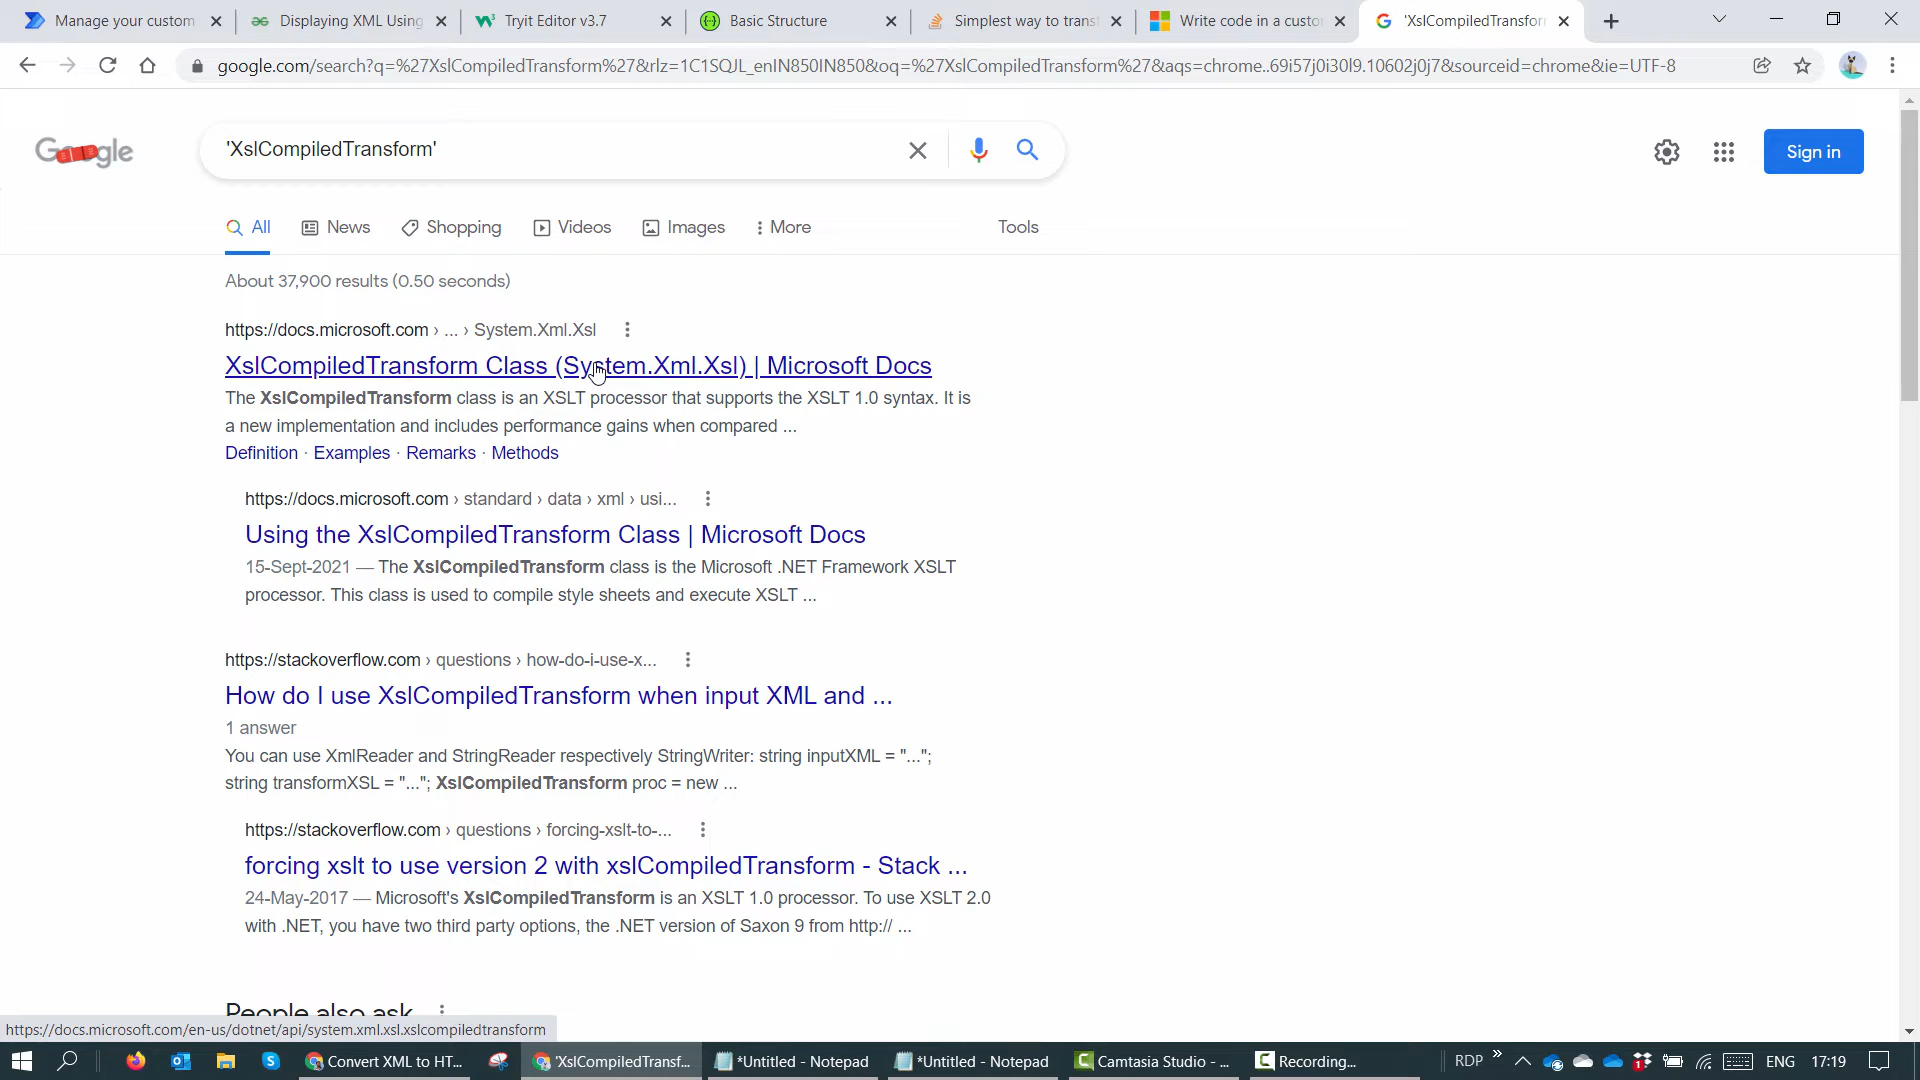 Manage your custom
Displaying XML Using
Tryit Editor v3.7
Basic Structure
Simplest way to trans
Write code in a custo
'XslCompiledTransform
google.com/search?q=%27XslCompiledTransform%27&rlz=1C1SQJL_enIN850IN850&oq=%27XslCompiledTransform%27&aqs=chrome..69i57j0i30l9.10602j0j7&sourceid=chrome&ie=UTF-8
Google
'XslCompiledTransform'
Sign in
All
News
Shopping
Videos
Images
More
Tools
About 37,900 results (0.50 seconds)
https://docs.microsoft.com › ... › System.Xml.Xsl
XslCompiledTransform Class (System.Xml.Xsl) | Microsoft Docs
The XslCompiledTransform class is an XSLT processor that supports the XSLT 1.0 syntax. It is
a new implementation and includes performance gains when compared ...
Definition · Examples · Remarks · Methods
https://docs.microsoft.com › standard › data › xml › usi...
Using the XslCompiledTransform Class | Microsoft Docs
15-Sept-2021 — The XslCompiledTransform class is the Microsoft .NET Framework XSLT
processor. This class is used to compile style sheets and execute XSLT ...
https://stackoverflow.com › questions › how-do-i-use-x...
How do I use XslCompiledTransform when input XML and ...
1 answer
You can use XmlReader and StringReader respectively StringWriter: string inputXML = "...";
string transformXSL = "..."; XslCompiledTransform proc = new ...
https://stackoverflow.com › questions › forcing-xslt-to-...
forcing xslt to use version 2 with xslCompiledTransform - Stack ...
24-May-2017 — Microsoft's XslCompiledTransform is an XSLT 1.0 processor. To use XSLT 2.0
with .NET, you have two third party options, the .NET version of Saxon 9 from http:// ...
People also ask
https://docs.microsoft.com/en-us/dotnet/api/system.xml.xsl.xslcompiledtransform
Convert XML to HT...
'XslCompiledTransf...
*Untitled - Notepad
*Untitled - Notepad
Camtasia Studio - ...
Recording...
RDP
ENG
17:19